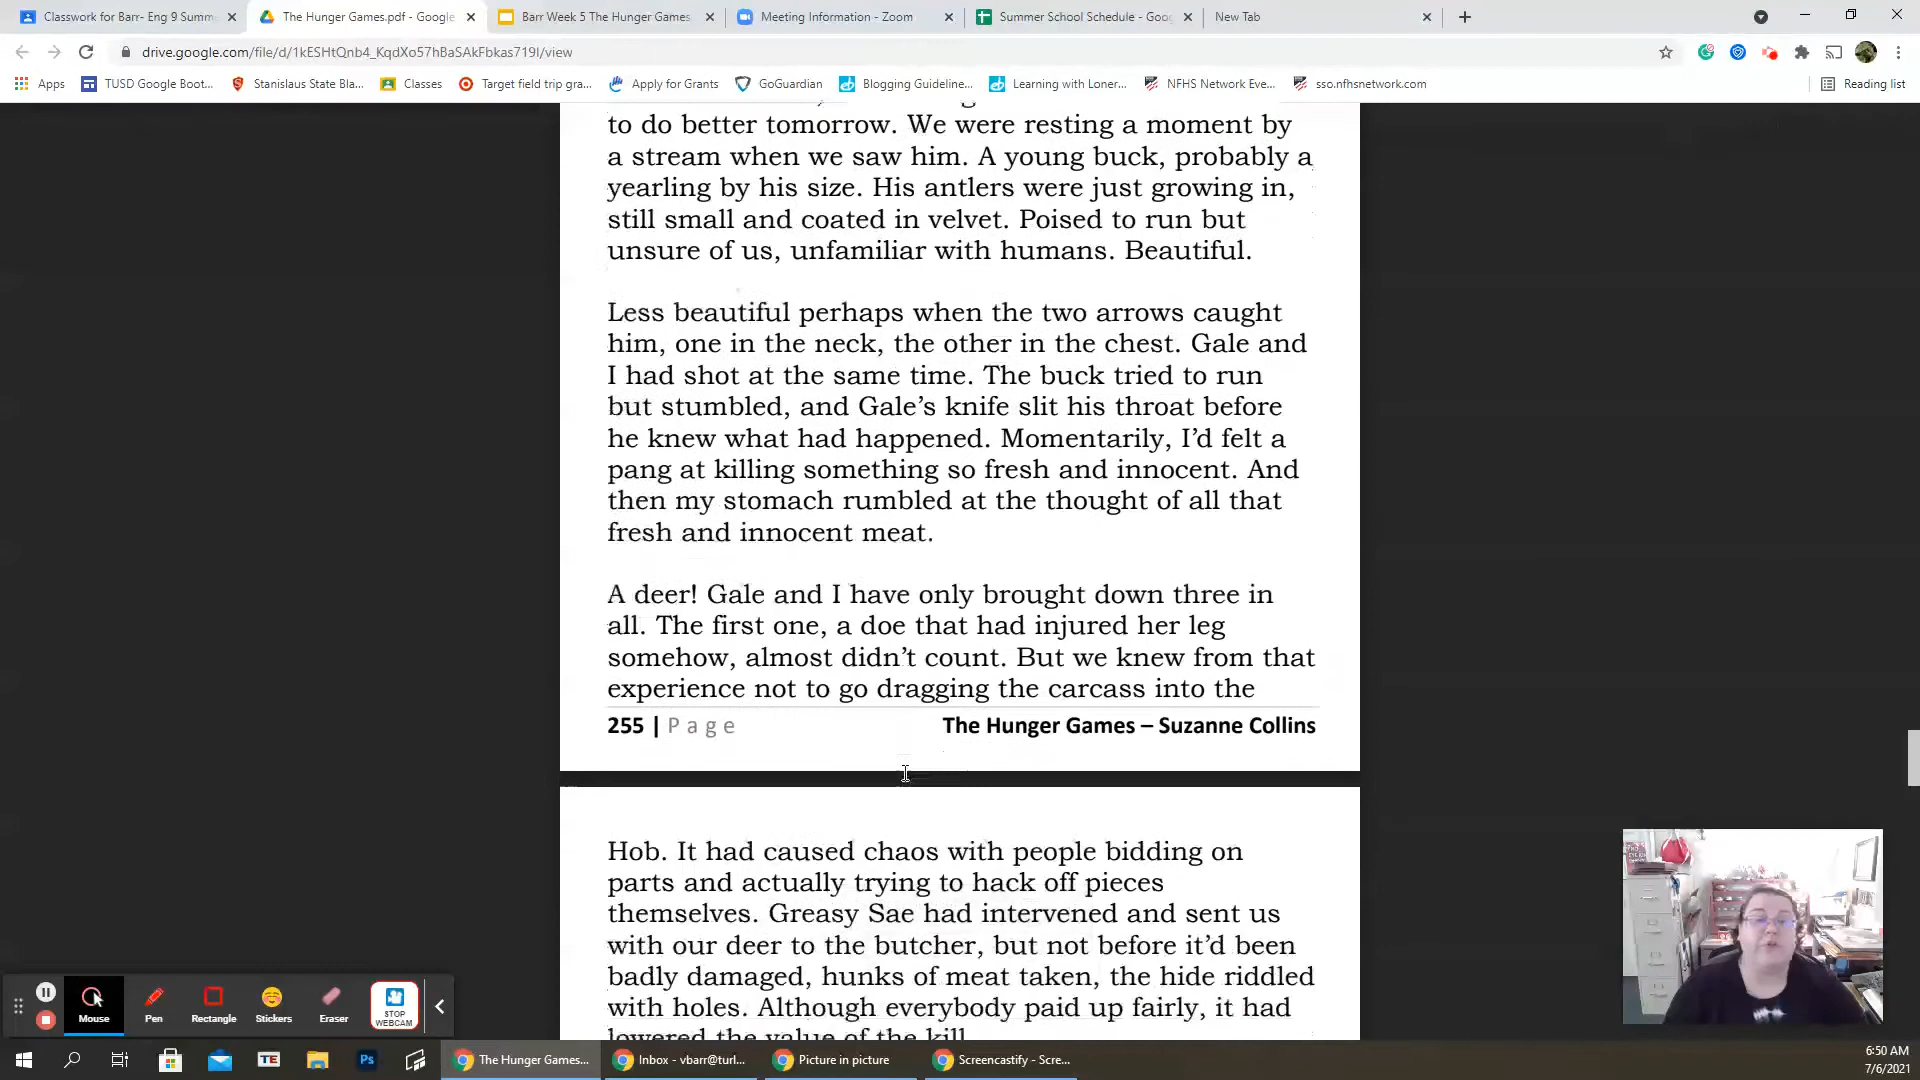 Classwork for Barr- Eng 9 Summ
The Hunger Games.pdf - Google
Barr Week 5 The Hunger Games
Meeting Information - Zoom
Summer School Schedule - Goog
New Tab
drive.google.com/file/d/1kESHtQnb4_KqdXo57hBaSAkFbkas719I/view
Apps
TUSD Google Boot...
Stanislaus State Bla...
Classes
Target field trip gra...
Apply for Grants
GoGuardian
Blogging Guideline...
Learning with Loner...
NFHS Network Eve...
sso.nfhsnetwork.com
Reading list
to do better tomorrow. We were resting a moment by
a stream when we saw him. A young buck, probably a
yearling by his size. His antlers were just growing in,
still small and coated in velvet. Poised to run but
unsure of us, unfamiliar with humans. Beautiful.
Less beautiful perhaps when the two arrows caught
him, one in the neck, the other in the chest. Gale and
I had shot at the same time. The buck tried to run
but stumbled, and Gale’s knife slit his throat before
he knew what had happened. Momentarily, I’d felt a
pang at killing something so fresh and innocent. And
then my stomach rumbled at the thought of all that
fresh and innocent meat.
A deer! Gale and I have only brought down three in
all. The first one, a doe that had injured her leg
somehow, almost didn’t count. But we knew from that
experience not to go dragging the carcass into the
255 | Page
The Hunger Games – Suzanne Collins
Hob. It had caused chaos with people bidding on
parts and actually trying to hack off pieces
themselves. Greasy Sae had intervened and sent us
with our deer to the butcher, but not before it’d been
badly damaged, hunks of meat taken, the hide riddled
with holes. Although everybody paid up fairly, it had
lowered the value of the kill.
Mouse
Pen
Rectangle
Stickers
Eraser
STOP
WEBCAM
TE
Ps
The Hunger Games...
Inbox - vbarr@turl...
Picture in picture
Screencastify - Scre...
6:50 AM
7/6/2021